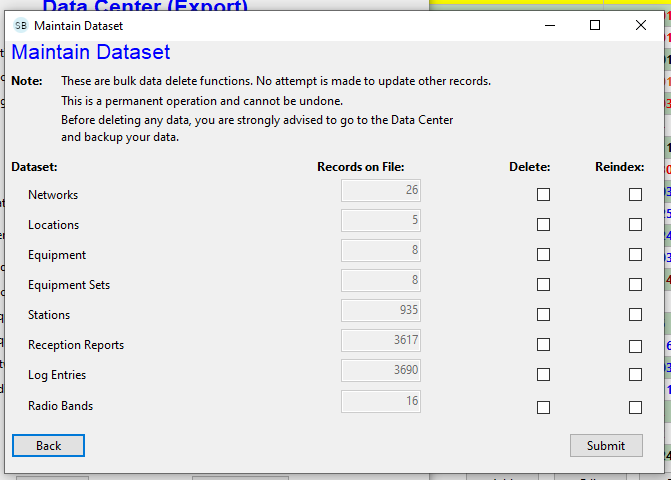 Data Center (Export)
SB Maintain Dataset
Maintain Dataset
Note: These are bulk data delete functions. No attempt is made to update other records.
This is a permanent operation and cannot be undone.
Before deleting any data, you are strongly advised to go to the Data Center
and backup your data.
Dataset: Records on File: Delete: Reindex:
Networks 26
Locations 5
Equipment 8
Equipment Sets 8
Stations 935
Reception Reports 3617
Log Entries 3690
Radio Bands 16
Back Submit